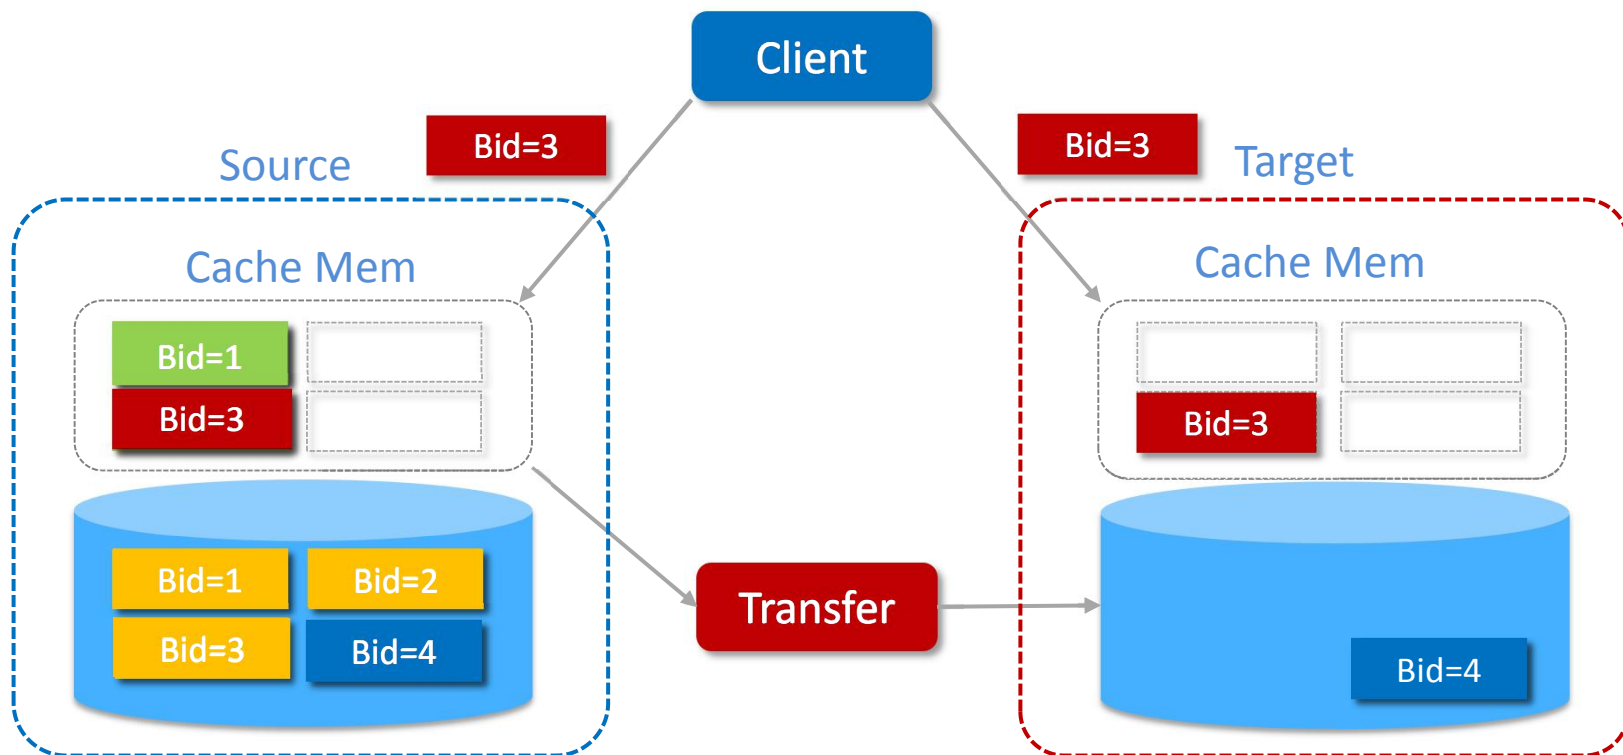 Client
Bid=3
Bid=3
Source
Target
Cache Mem
Cache Mem
Bid=1
Bid=3
Bid=3
Bid=1
Bid=2
Bid=3
Bid=4
Transfer
Bid=4